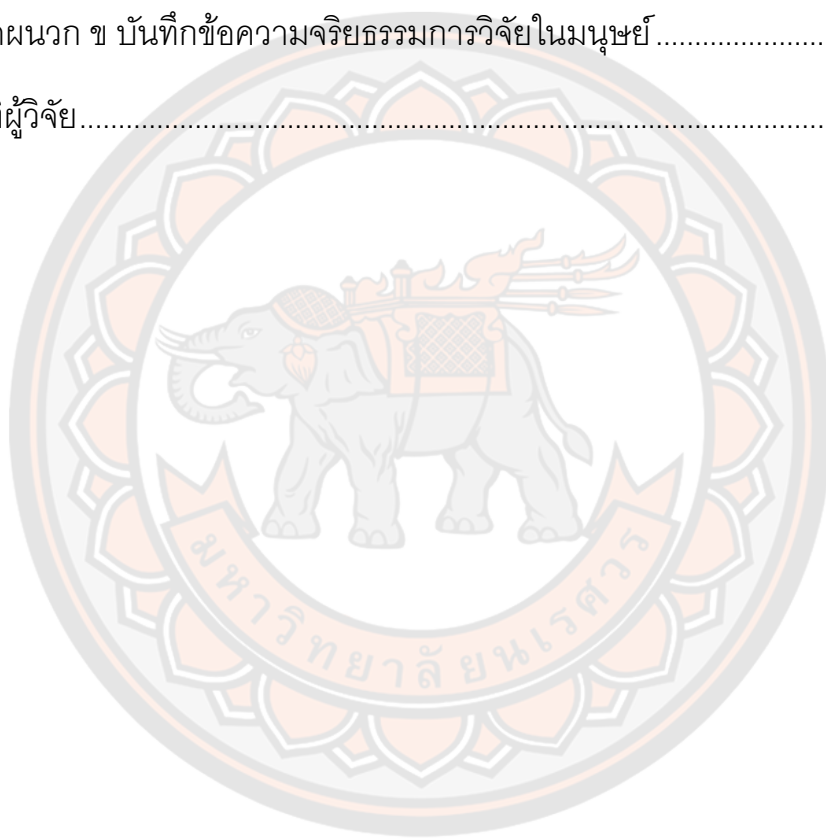 ผนวก ข บันทึกข้อความจริยธรรมการวิจัยในมนุษย์......................
ผู้วิจัย....................................................................................................
มหาวิทยาลัยนเรศวร